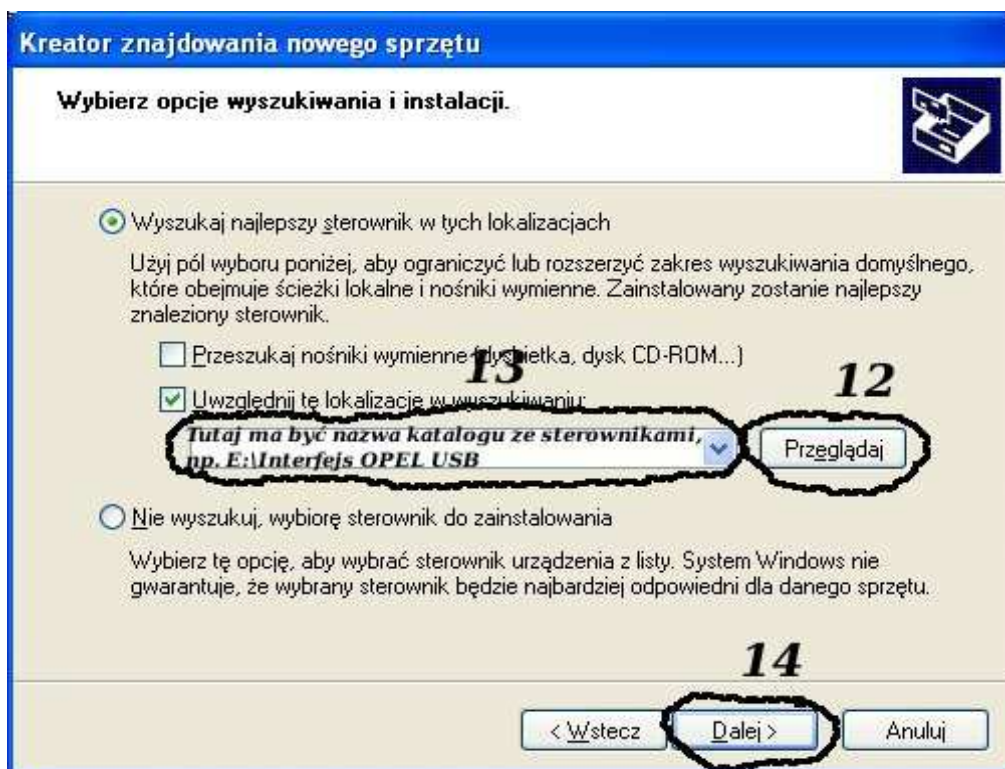 Kreator znajdowania nowego sprzętu
Wybierz opcje wyszukiwania i instalacji.
Wyszukaj najlepszy sterownik w tych lokalizacjach
Użyj pól wyboru poniżej, aby ograniczyć lub rozszerzyć zakres wyszukiwania domyślnego,
które obejmuje ścieżki lokalne i nośniki wymienne. Zainstalowany zostanie najlepszy
znaleziony sterownik.
Przeszukaj nośniki wymienne (dyskietka, dysk CD-ROM...)
13
12
Uwzględnij tę lokalizację w wyszukiwaniu:
Tutaj ma być nazwa katalogu ze sterownikami,
np. E:\Interfejs OPEL USB
Przeglądaj
Nie wyszukuj, wybiorę sterownik do zainstalowania
Wybierz tę opcję, aby wybrać sterownik urządzenia z listy. System Windows nie
gwarantuje, że wybrany sterownik będzie najbardziej odpowiedni dla danego sprzętu.
14
< Wstecz
Dalej >
Anuluj